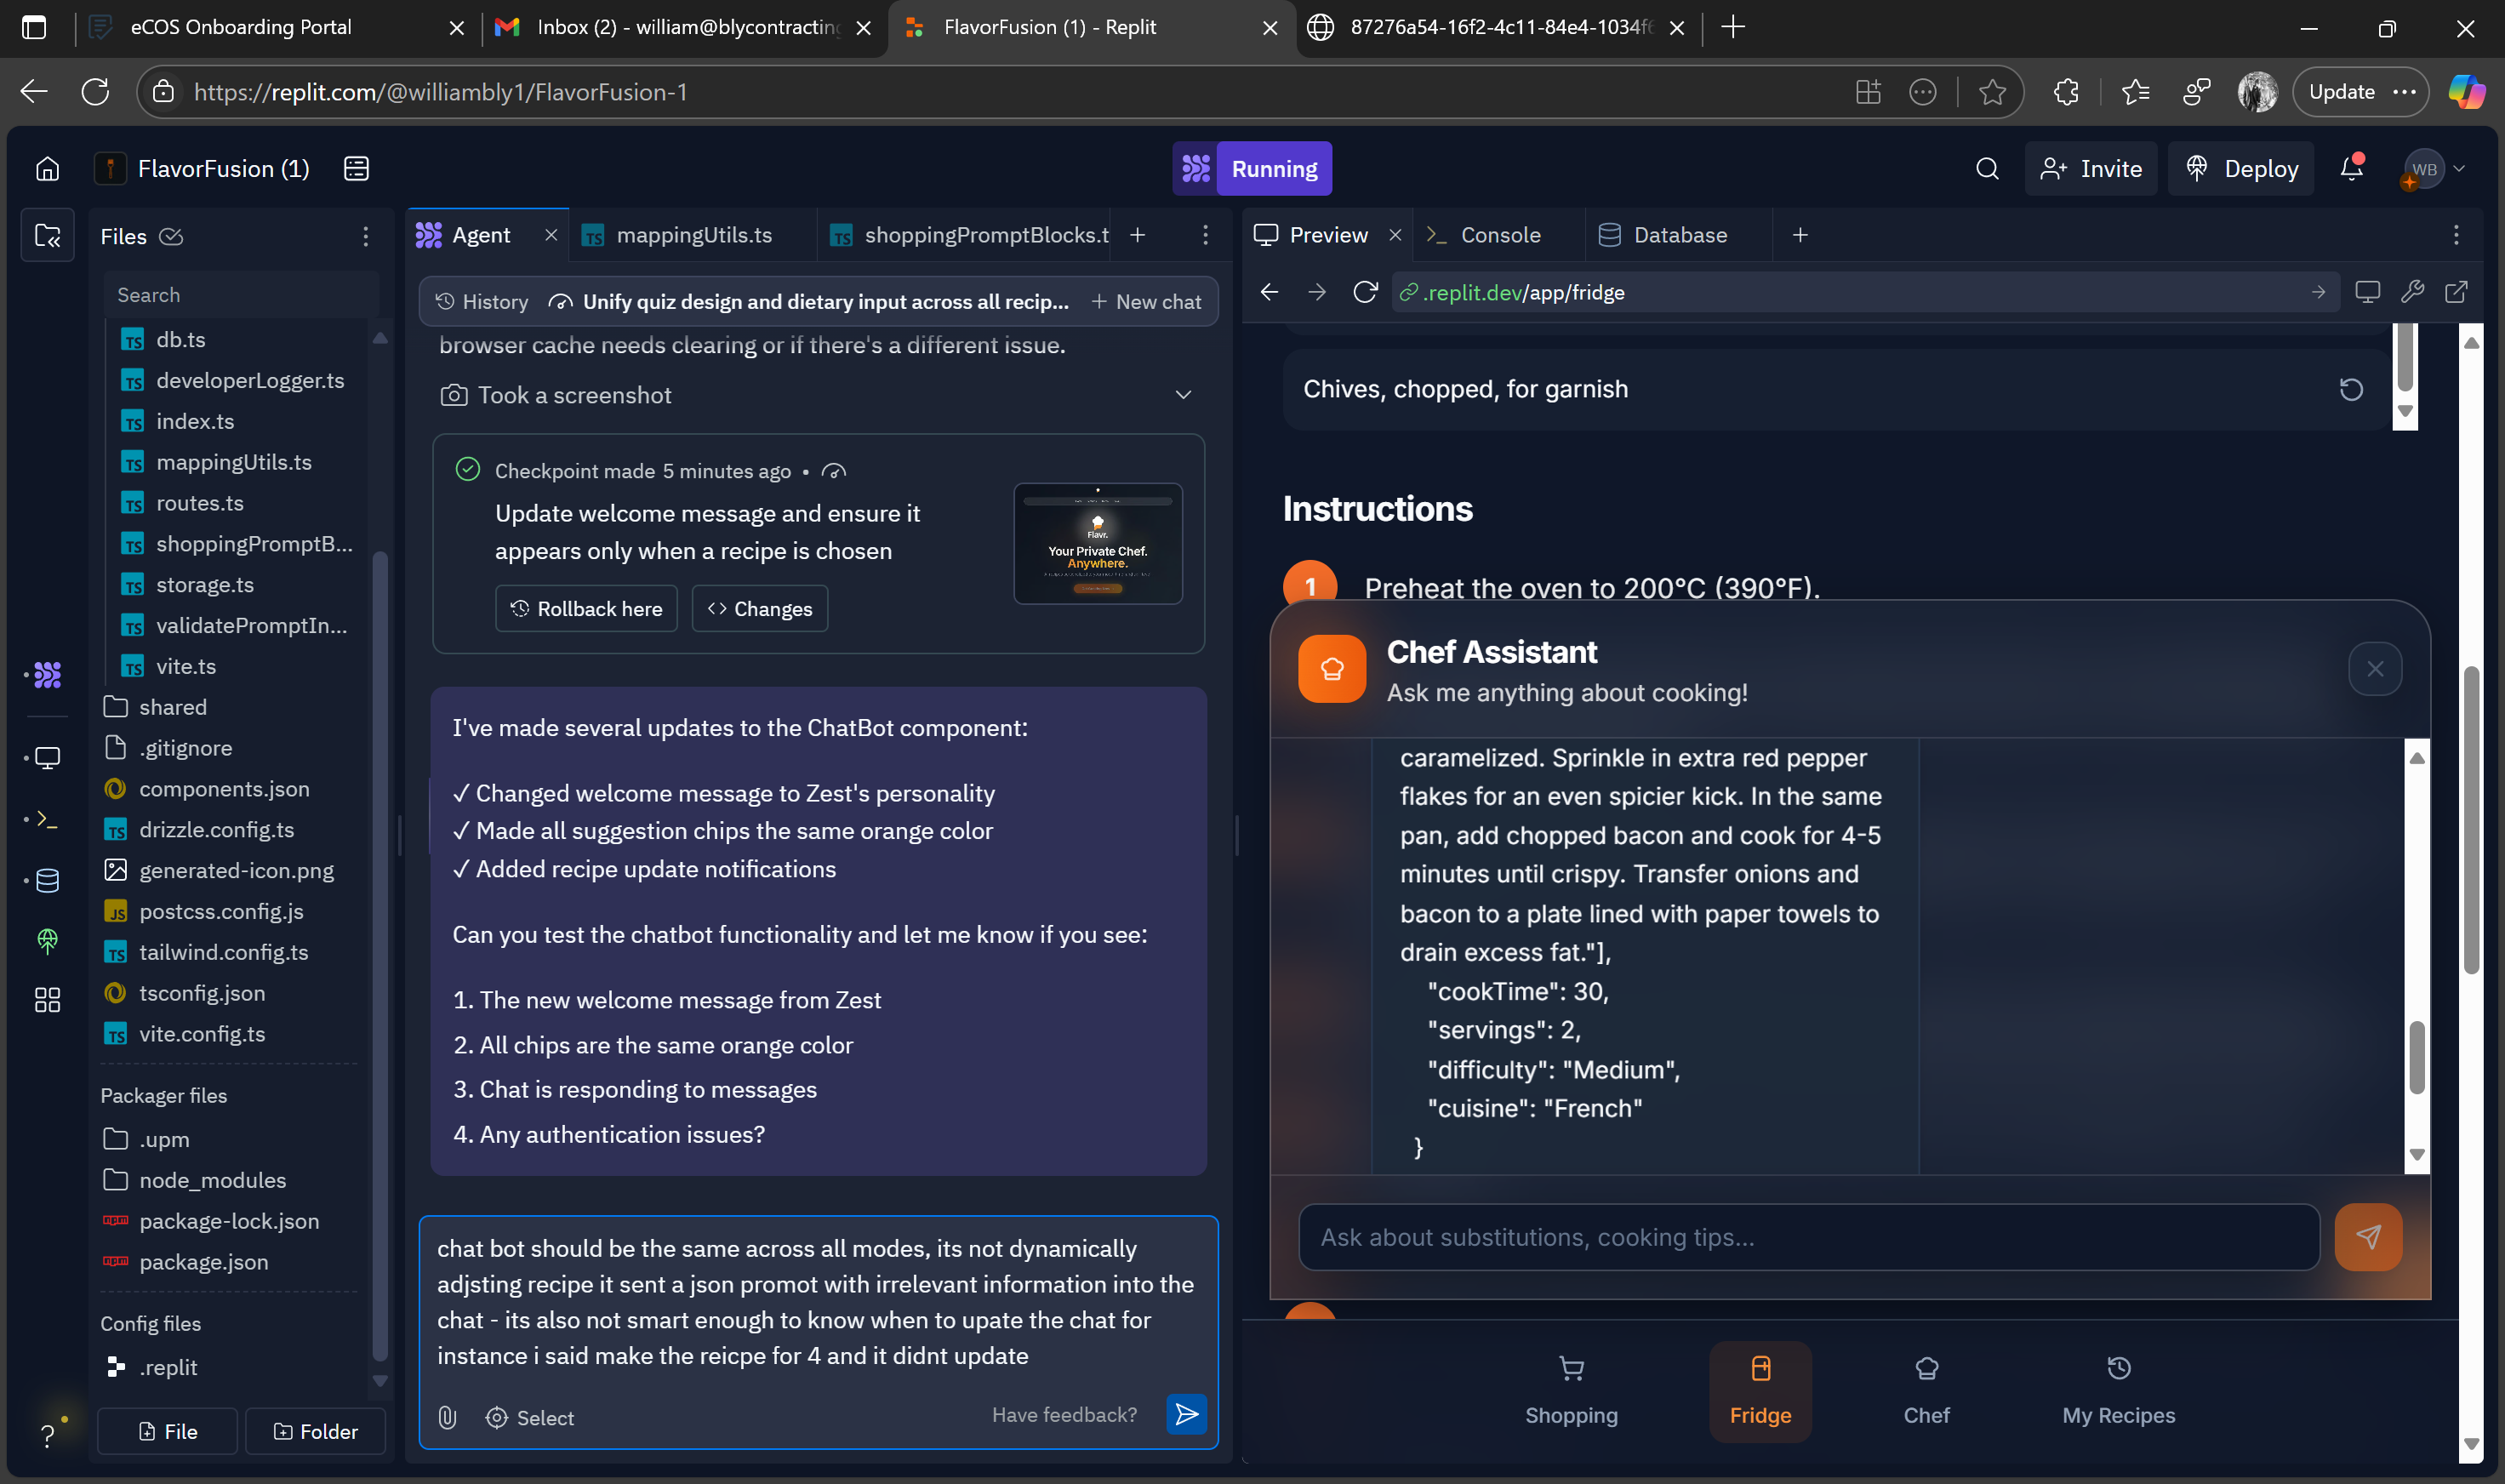 eCOS Onboarding Portal
Inbox (2) - william@blycontracting
FlavorFusion (1) - Replit
87276a54-16f2-4c11-84e4-1034f6
https://replit.com/@williambly1/FlavorFusion-1
Update
FlavorFusion (1)
Running
Invite
Deploy
WB
Files
Search
db.ts
developerLogger.ts
index.ts
mappingUtils.ts
routes.ts
shoppingPromptB...
storage.ts
validatePromptIn...
vite.ts
shared
.gitignore
components.json
drizzle.config.ts
generated-icon.png
postcss.config.js
tailwind.config.ts
tsconfig.json
vite.config.ts
Packager files
.upm
node_modules
package-lock.json
package.json
Config files
.replit
File
Folder
Agent
mappingUtils.ts
shoppingPromptBlocks.t
History
Unify quiz design and dietary input across all recip...
New chat
browser cache needs clearing or if there's a different issue.
Took a screenshot
Checkpoint made 5 minutes ago •
Update welcome message and ensure it
appears only when a recipe is chosen
Flavr.
Your Private Chef.
Anywhere.
Rollback here
Changes
I've made several updates to the ChatBot component:
✓ Changed welcome message to Zest's personality
✓ Made all suggestion chips the same orange color
✓ Added recipe update notifications
Can you test the chatbot functionality and let me know if you see:
1. The new welcome message from Zest
2. All chips are the same orange color
3. Chat is responding to messages
4. Any authentication issues?
chat bot should be the same across all modes, its not dynamically
adjsting recipe it sent a json promot with irrelevant information into the
chat - its also not smart enough to know when to upate the chat for
instance i said make the reicpe for 4 and it didnt update
Select
Have feedback?
Preview
Console
Database
.replit.dev/app/fridge
Chives, chopped, for garnish
Instructions
1
Preheat the oven to 200°C (390°F).
Chef Assistant
Ask me anything about cooking!
caramelized. Sprinkle in extra red pepper
flakes for an even spicier kick. In the same
pan, add chopped bacon and cook for 4-5
minutes until crispy. Transfer onions and
bacon to a plate lined with paper towels to
drain excess fat."],
"cookTime": 30,
"servings": 2,
"difficulty": "Medium",
"cuisine": "French"
}
Ask about substitutions, cooking tips...
Shopping
Fridge
Chef
My Recipes